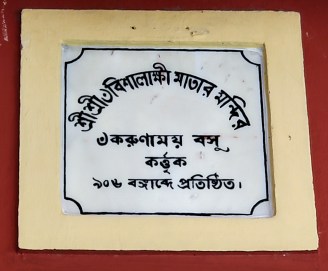 শ্রীশ্রীঁবিশালাক্ষী মাতার মন্দির
ঁকরুণাময় বসু
কর্ত্তৃক
৯০৬ বঙ্গাব্দে প্রতিষ্ঠিত।